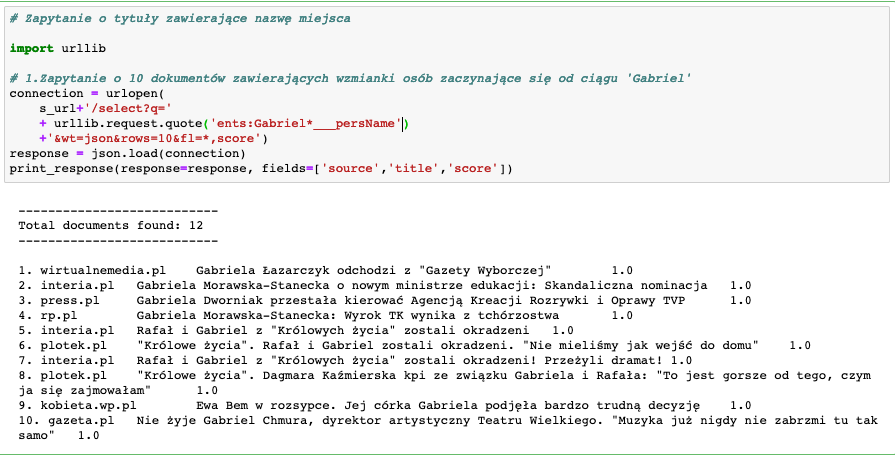 # Zapytanie o tytuły zawierające nazwę miejsca
import urllib
# 1.Zapytanie o 10 dokumentów zawierających wzmianki osób zaczynające się od ciągu 'Gabriel'
connection = urlopen(
    s_url+'/select?q='
    + urllib.request.quote('ents:Gabriel*___persName')
    +'&wt=json&rows=10&fl=*,score')
response = json.load(connection)
print_response(response=response, fields=['source','title','score'])
---------------------------
Total documents found: 12
---------------------------
1. wirtualnemedia.pl    Gabriela Łazarczyk odchodzi z "Gazety Wyborczej"        1.0
2. interia.pl   Gabriela Morawska-Stanecka o nowym ministrze edukacji: Skandaliczna nominacja   1.0
3. press.pl     Gabriela Dworniak przestała kierować Agencją Kreacji Rozrywki i Oprawy TVP      1.0
4. rp.pl        Gabriela Morawska-Stanecka: Wyrok TK wynika z tchórzostwa       1.0
5. interia.pl   Rafał i Gabriel z "Królowych życia" zostali okradzeni   1.0
6. plotek.pl    "Królowe życia". Rafał i Gabriel zostali okradzeni. "Nie mieliśmy jak wejść do domu"    1.0
7. interia.pl   Rafał i Gabriel z "Królowych życia" zostali okradzeni! Przeżyli dramat! 1.0
8. plotek.pl    "Królowe życia". Dagmara Kaźmierska kpi ze związku Gabriela i Rafała: "To jest gorsze od tego, czym
ja się zajmowałam"      1.0
9. kobieta.wp.pl        Ewa Bem w rozsypce. Jej córka Gabriela podjęła bardzo trudną decyzję    1.0
10. gazeta.pl   Nie żyje Gabriel Chmura, dyrektor artystyczny Teatru Wielkiego. "Muzyka już nigdy nie zabrzmi tu tak
samo"   1.0